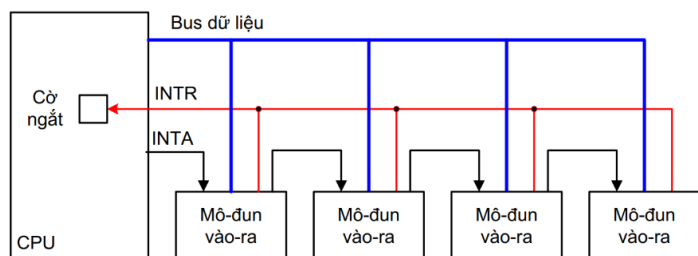 Bus dữ liệu
Cờ
ngắt
INTR
INTA
CPU
Mô-đun
vào-ra
Mô-đun
vào-ra
Mô-đun
vào-ra
Mô-đun
vào-ra